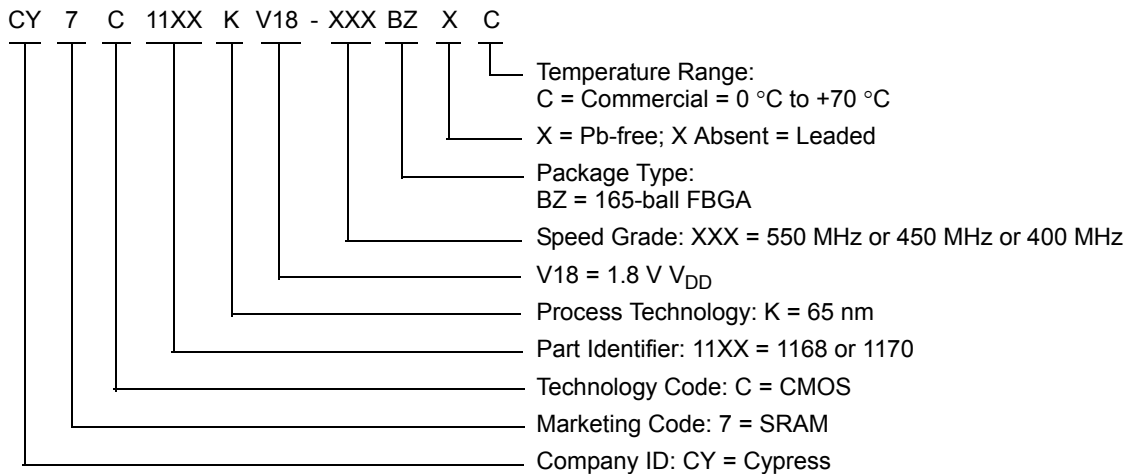 CY 7 C 11XX K V18 - XXX BZ X C
Temperature Range:
C = Commercial = 0 °C to +70 °C
X = Pb-free; X Absent = Leaded
Package Type:
BZ = 165-ball FBGA
Speed Grade: XXX = 550 MHz or 450 MHz or 400 MHz
V18 = 1.8 V VDD
Process Technology: K = 65 nm
Part Identifier: 11XX = 1168 or 1170
Technology Code: C = CMOS
Marketing Code: 7 = SRAM
Company ID: CY = Cypress